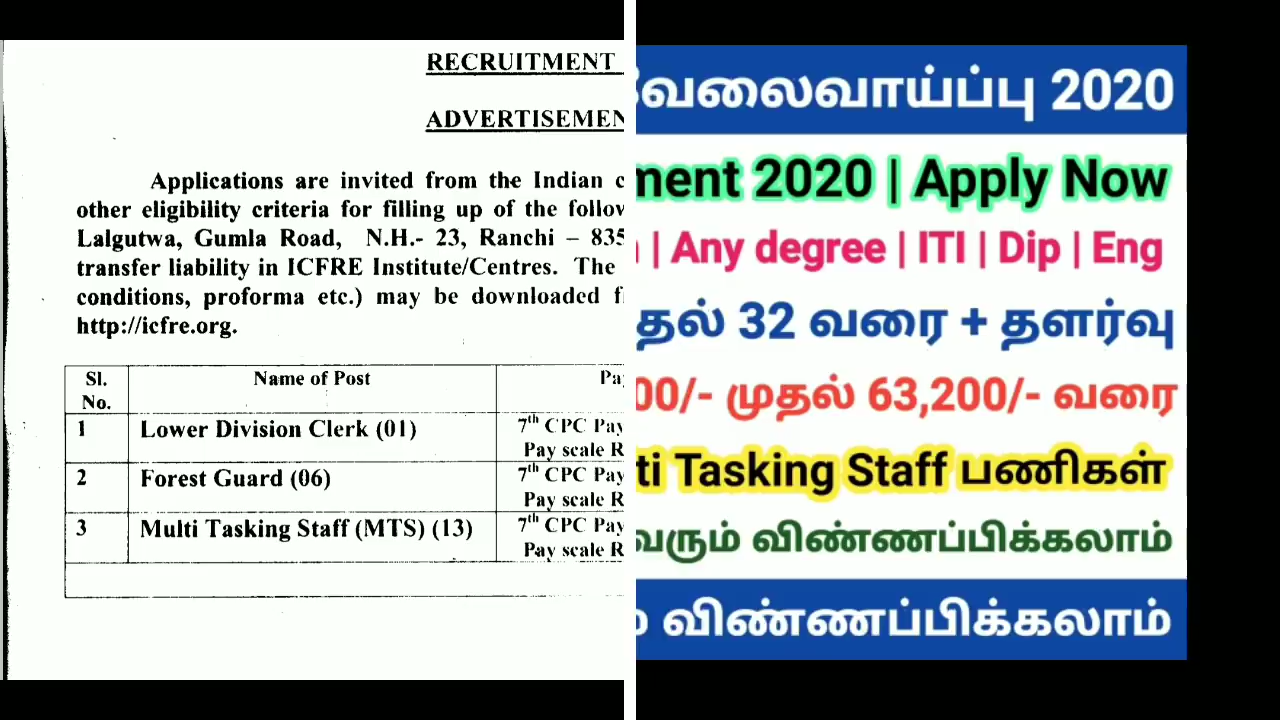 RECRUITMENT
ADVERTISEMEN
Applications are invited from the Indian c
other eligibility criteria for filling up of the follow
Lalgutwa, Gumla Road, N.H.- 23, Ranchi – 835
transfer liability in ICFRE Institute/Centres. The
conditions, proforma etc.) may be downloaded f
http://icfre.org.
Sl. No. Name of Post Pa
1 Lower Division Clerk (01) 7th CPC Pay
Pay scale R
2 Forest Guard (06) 7th CPC Pay
Pay scale R
3 Multi Tasking Staff (MTS) (13) 7th CPC Pay
Pay scale R
வேலைவாய்ப்பு 2020
ment 2020 | Apply Now
| Any degree | ITI | Dip | Eng
தல் 32 வரை + தளர்வு
00/- முதல் 63,200/- வரை
ti Tasking Staff பணிகள்
வரும் விண்ணப்பிக்கலாம்
விண்ணப்பிக்கலாம்